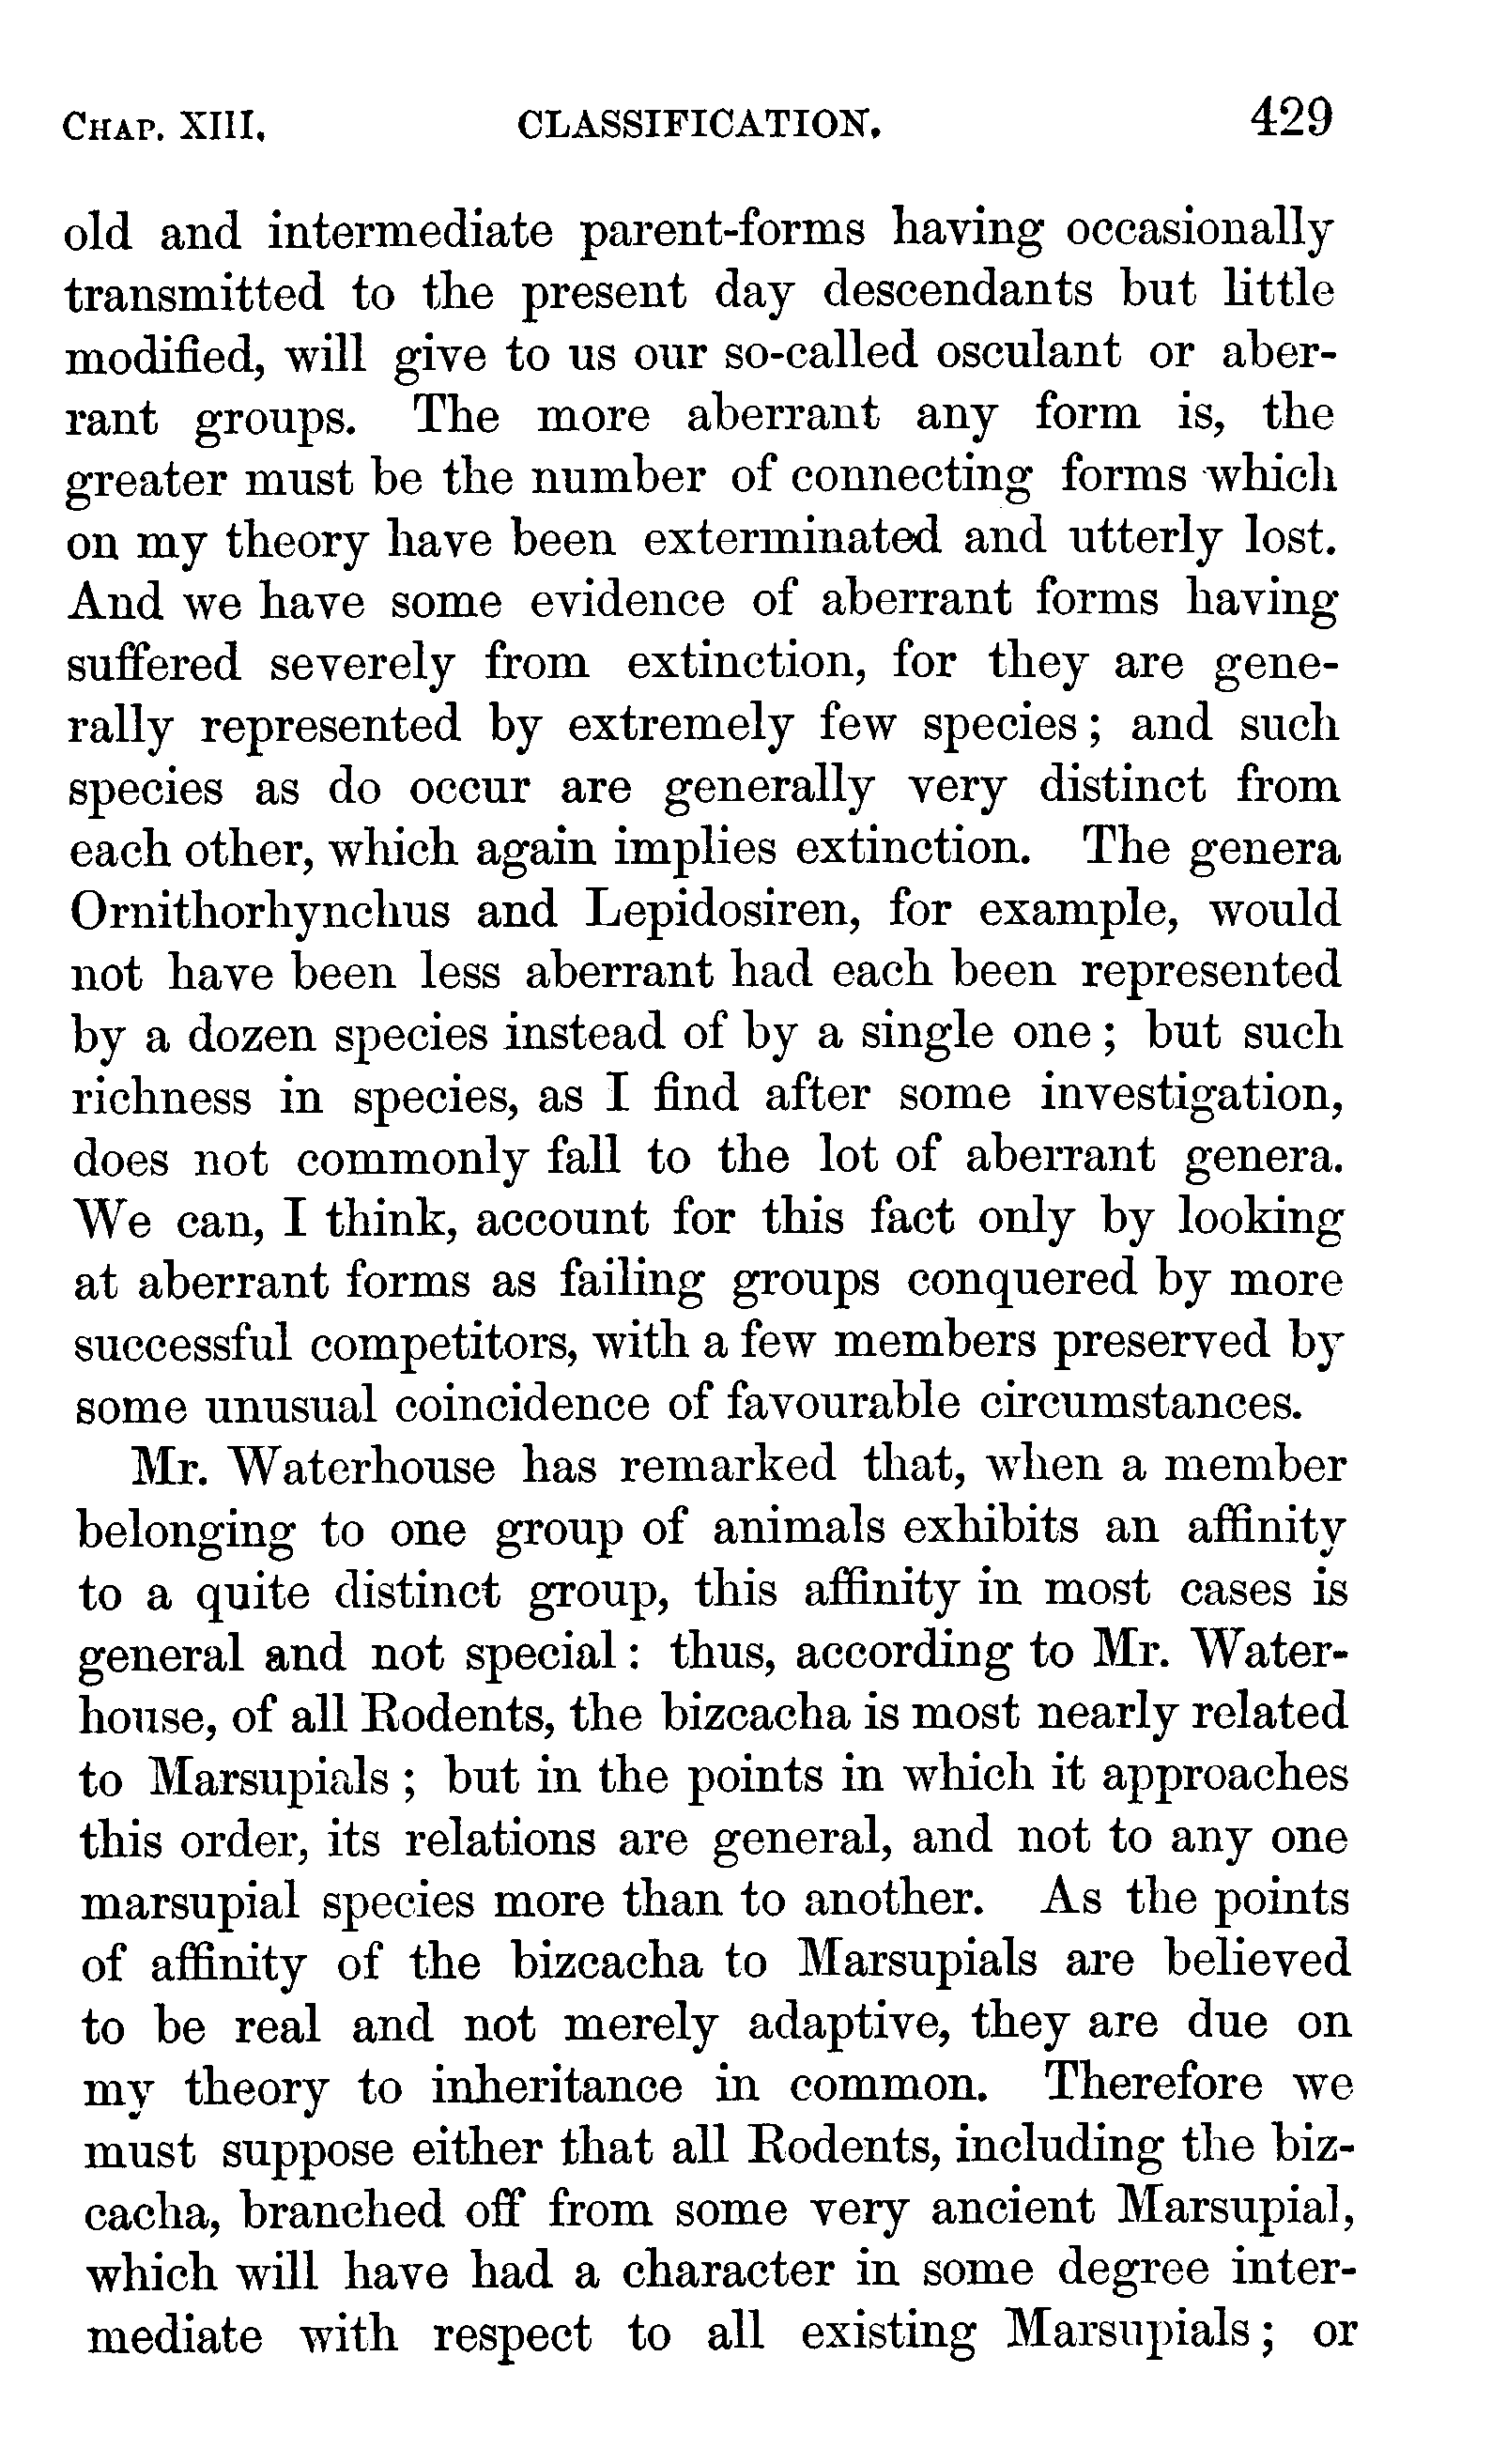 CHAP. XIII. CLASSIFICATION. 429
old and intermediate parent-forms having occasionally
transmitted to the present day descendants but little
modified, will give to us our so-called osculant or aber-
rant groups. The more aberrant any form is, the
greater must be the number of connecting forms which
on my theory have been exterminated and utterly lost.
And we have some evidence of aberrant forms having
suffered severely from extinction, for they are gene-
rally represented by extremely few species; and such
species as do occur are generally very distinct from
each other, which again implies extinction. The genera
Ornithorhynchus and Lepidosiren, for example, would
not have been less aberrant had each been represented
by a dozen species instead of by a single one; but such
richness in species, as I find after some investigation,
does not commonly fall to the lot of aberrant genera.
We can, I think, account for this fact only by looking
at aberrant forms as failing groups conquered by more
successful competitors, with a few members preserved by
some unusual coincidence of favourable circumstances.
Mr. Waterhouse has remarked that, when a member
belonging to one group of animals exhibits an affinity
to a quite distinct group, this affinity in most cases is
general and not special: thus, according to Mr. Water-
house, of all Rodents, the bizcacha is most nearly related
to Marsupials; but in the points in which it approaches
this order, its relations are general, and not to any one
marsupial species more than to another. As the points
of affinity of the bizcacha to Marsupials are believed
to be real and not merely adaptive, they are due on
my theory to inheritance in common. Therefore we
must suppose either that all Rodents, including the biz-
cacha, branched off from some very ancient Marsupial,
which will have had a character in some degree inter-
mediate with respect to all existing Marsupials; or